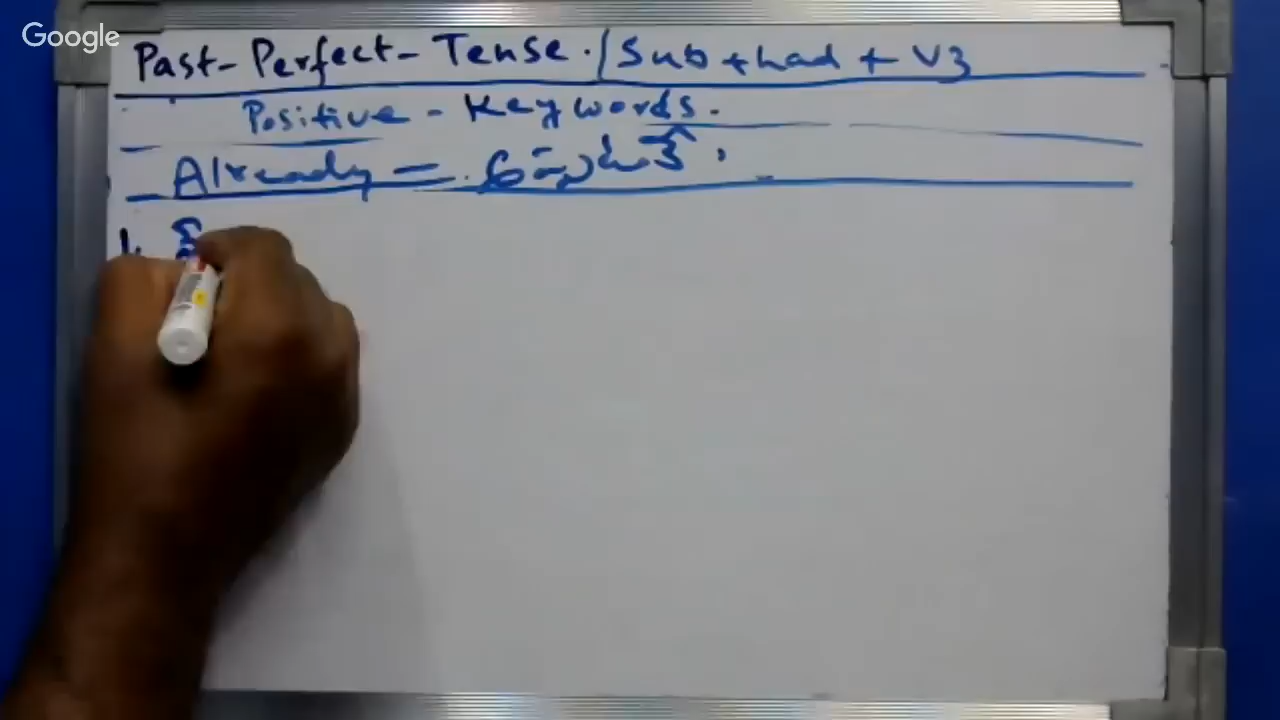 Google
Past-Perfect-Tense. / Sub + had + V3
Positive - Keywords.
Already =
1.